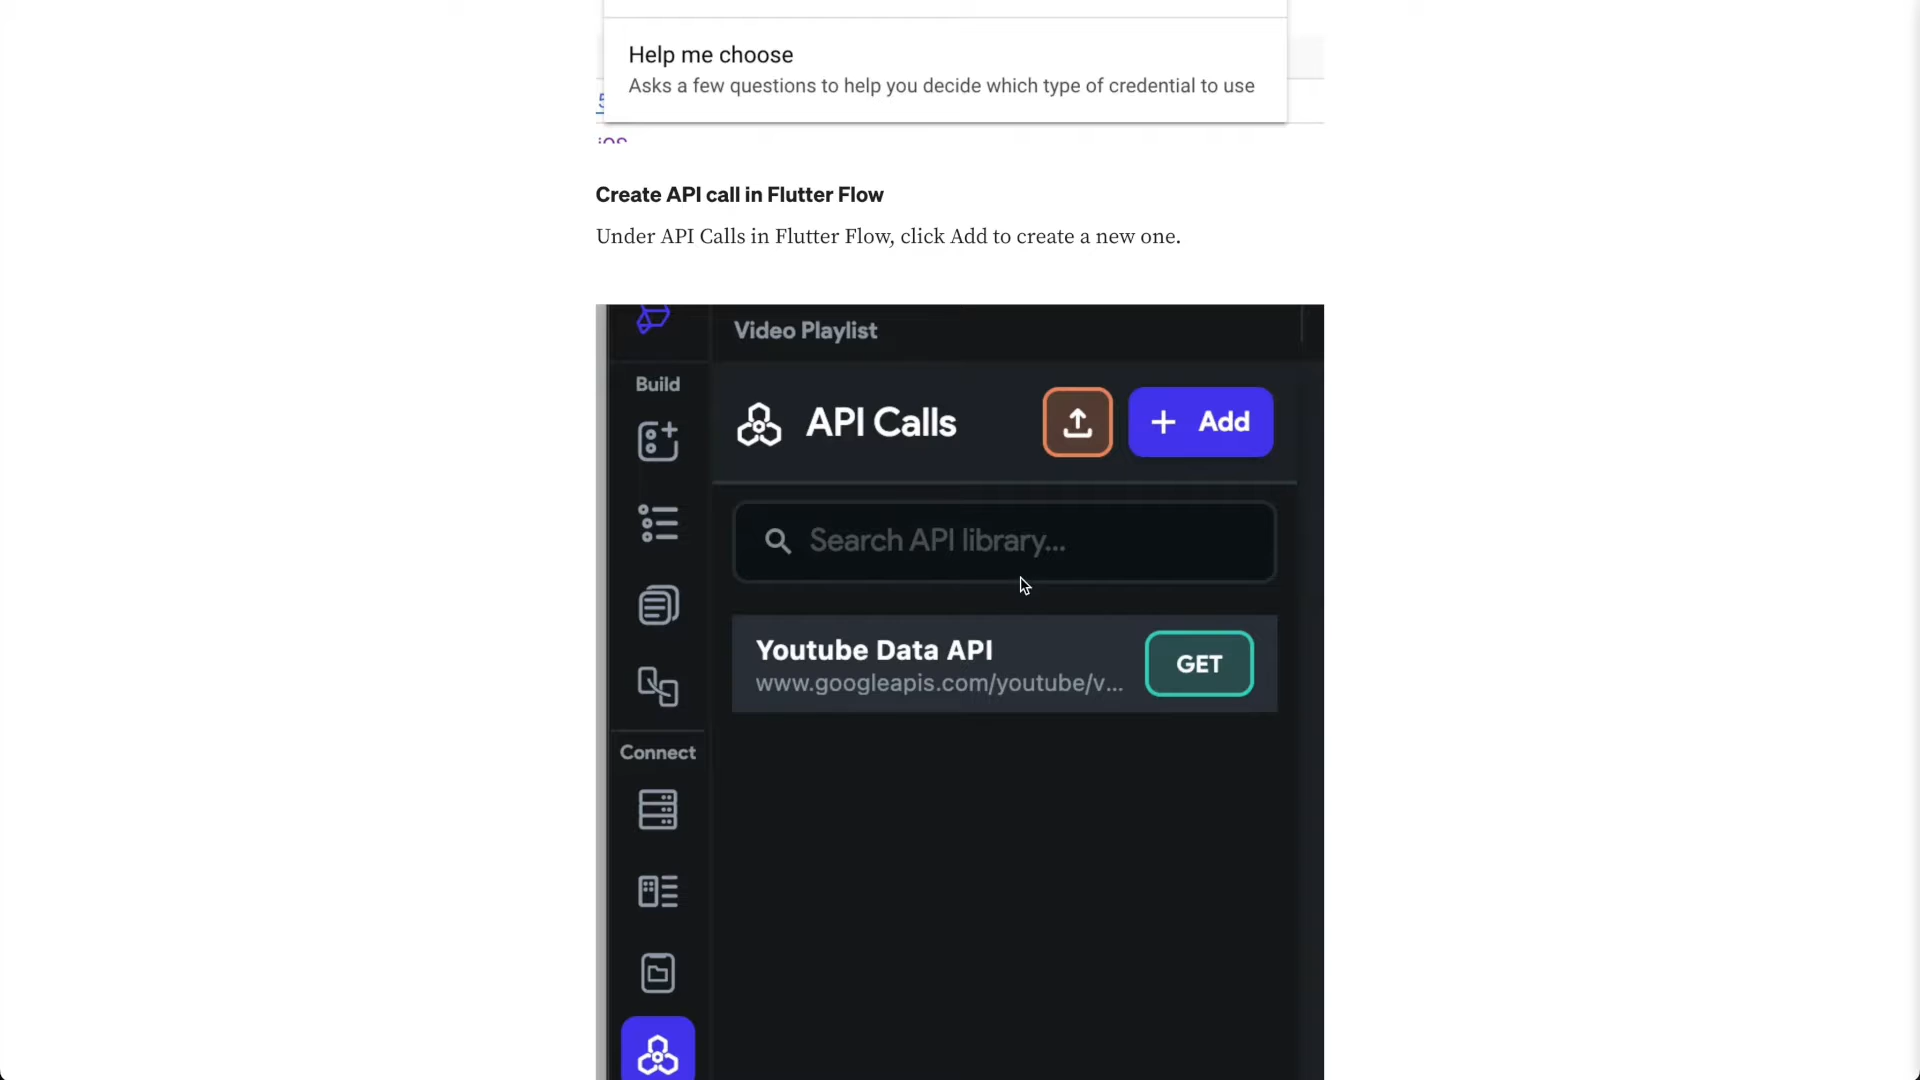 Help me choose
Asks a few questions to help you decide which type of credential to use
Create API call in Flutter Flow
Under API Calls in Flutter Flow, click Add to create a new one.
Video Playlist
Build
API Calls
+ Add
Search API library...
Youtube Data API
www.googleapis.com/youtube/v...
GET
Connect